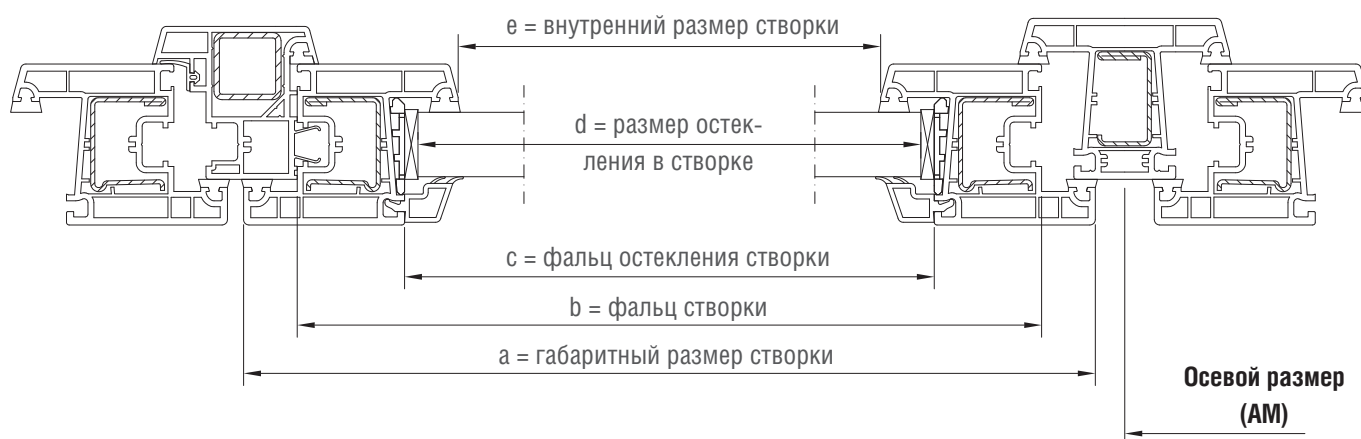 e = внутренний размер створки
d = размер остек-
ления в створке
c = фальц остекления створки
b = фальц створки
a = габаритный размер створки
Осевой размер
(AM)